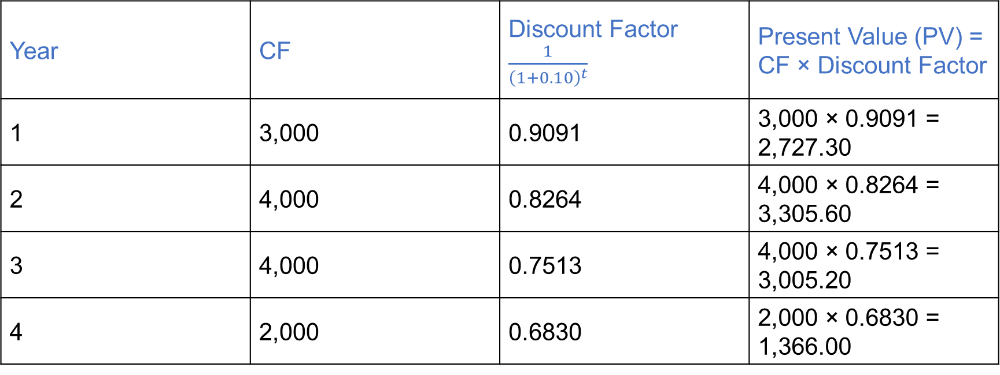 Year
CF
Discount Factor
1
(1+0.10)^t
Present Value (PV) =
CF × Discount Factor
1
3,000
0.9091
3,000 × 0.9091 =
2,727.30
2
4,000
0.8264
4,000 × 0.8264 =
3,305.60
3
4,000
0.7513
4,000 × 0.7513 =
3,005.20
4
2,000
0.6830
2,000 × 0.6830 =
1,366.00